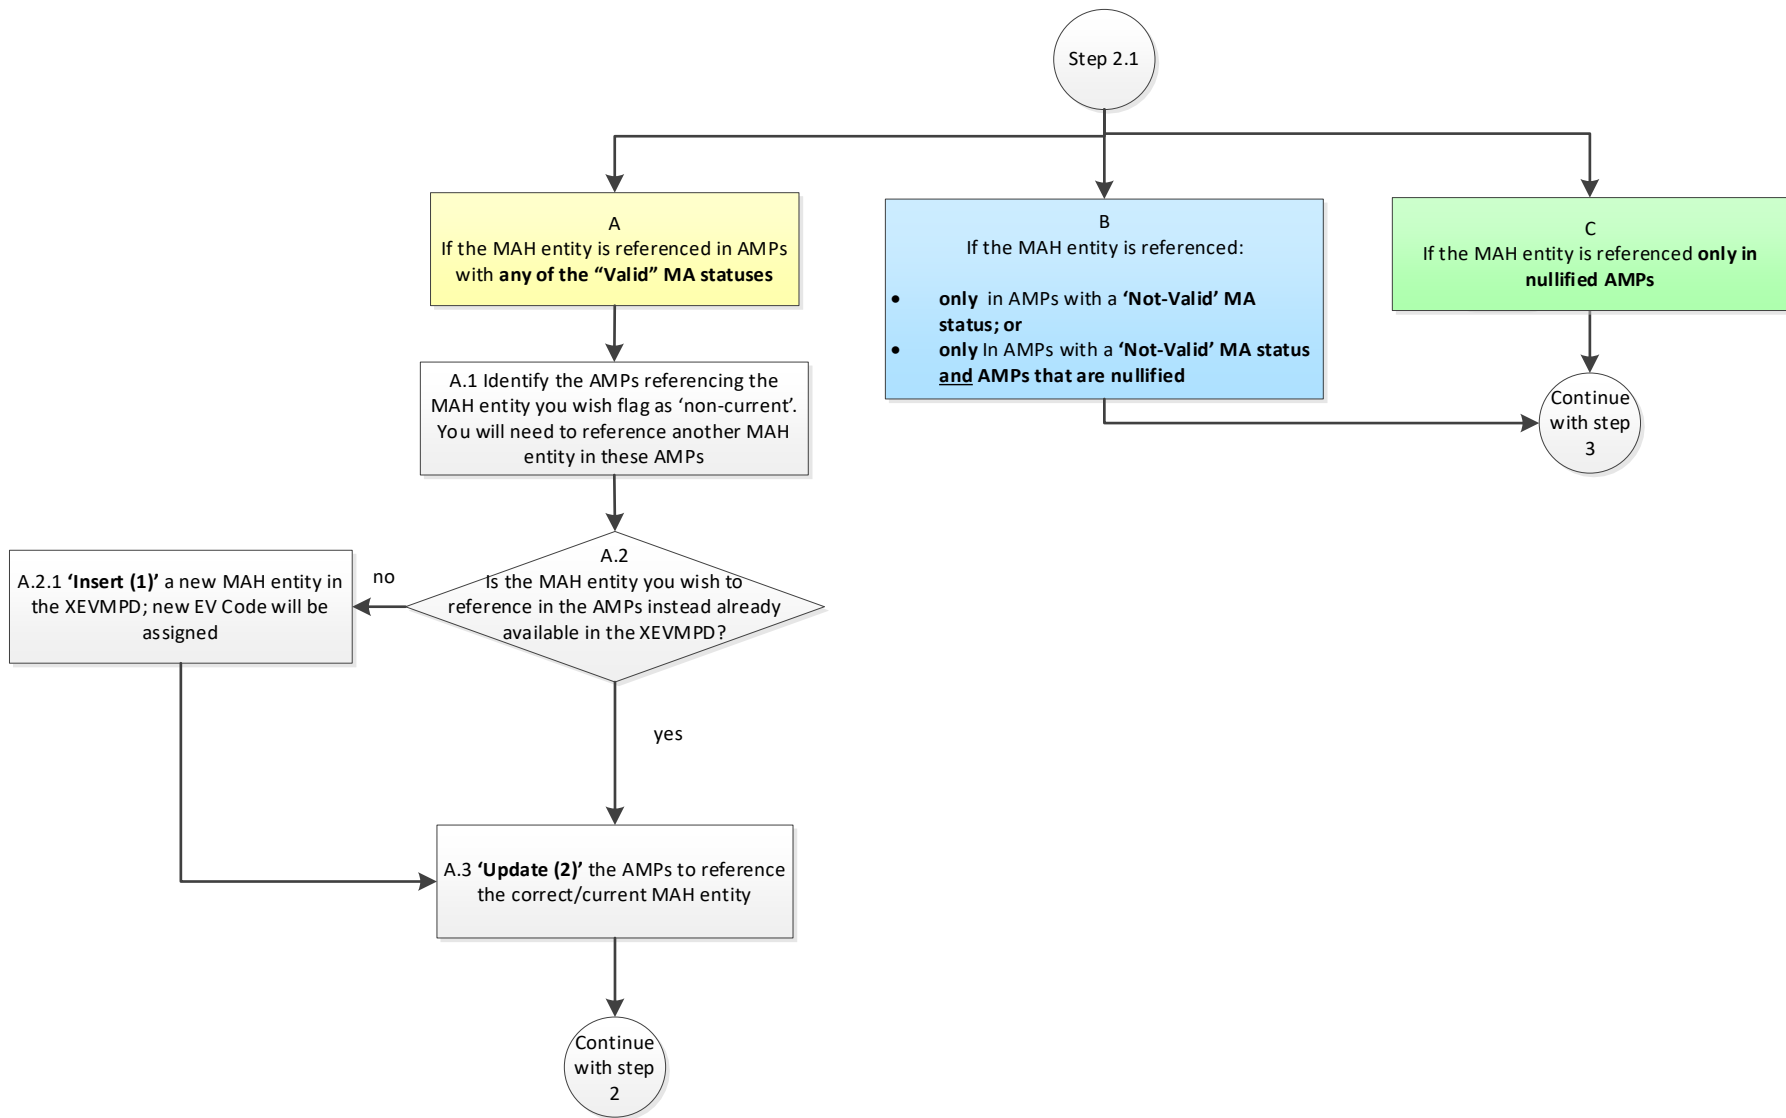 Step 2.1
A
If the MAH entity is referenced in AMPs
with any of the “Valid” MA statuses
B
If the MAH entity is referenced:
• only in AMPs with a ‘Not-Valid’ MA
status; or
• only In AMPs with a ‘Not-Valid’ MA status
and AMPs that are nullified
C
If the MAH entity is referenced only in
nullified AMPs
A.1 Identify the AMPs referencing the
MAH entity you wish flag as ‘non-current’.
You will need to reference another MAH
entity in these AMPs
Continue
with step
3
A.2
Is the MAH entity you wish to
reference in the AMPs instead already
available in the XEVMPD?
no
A.2.1 ‘Insert (1)’ a new MAH entity in
the XEVMPD; new EV Code will be
assigned
yes
A.3 ‘Update (2)’ the AMPs to reference
the correct/current MAH entity
Continue
with step
2